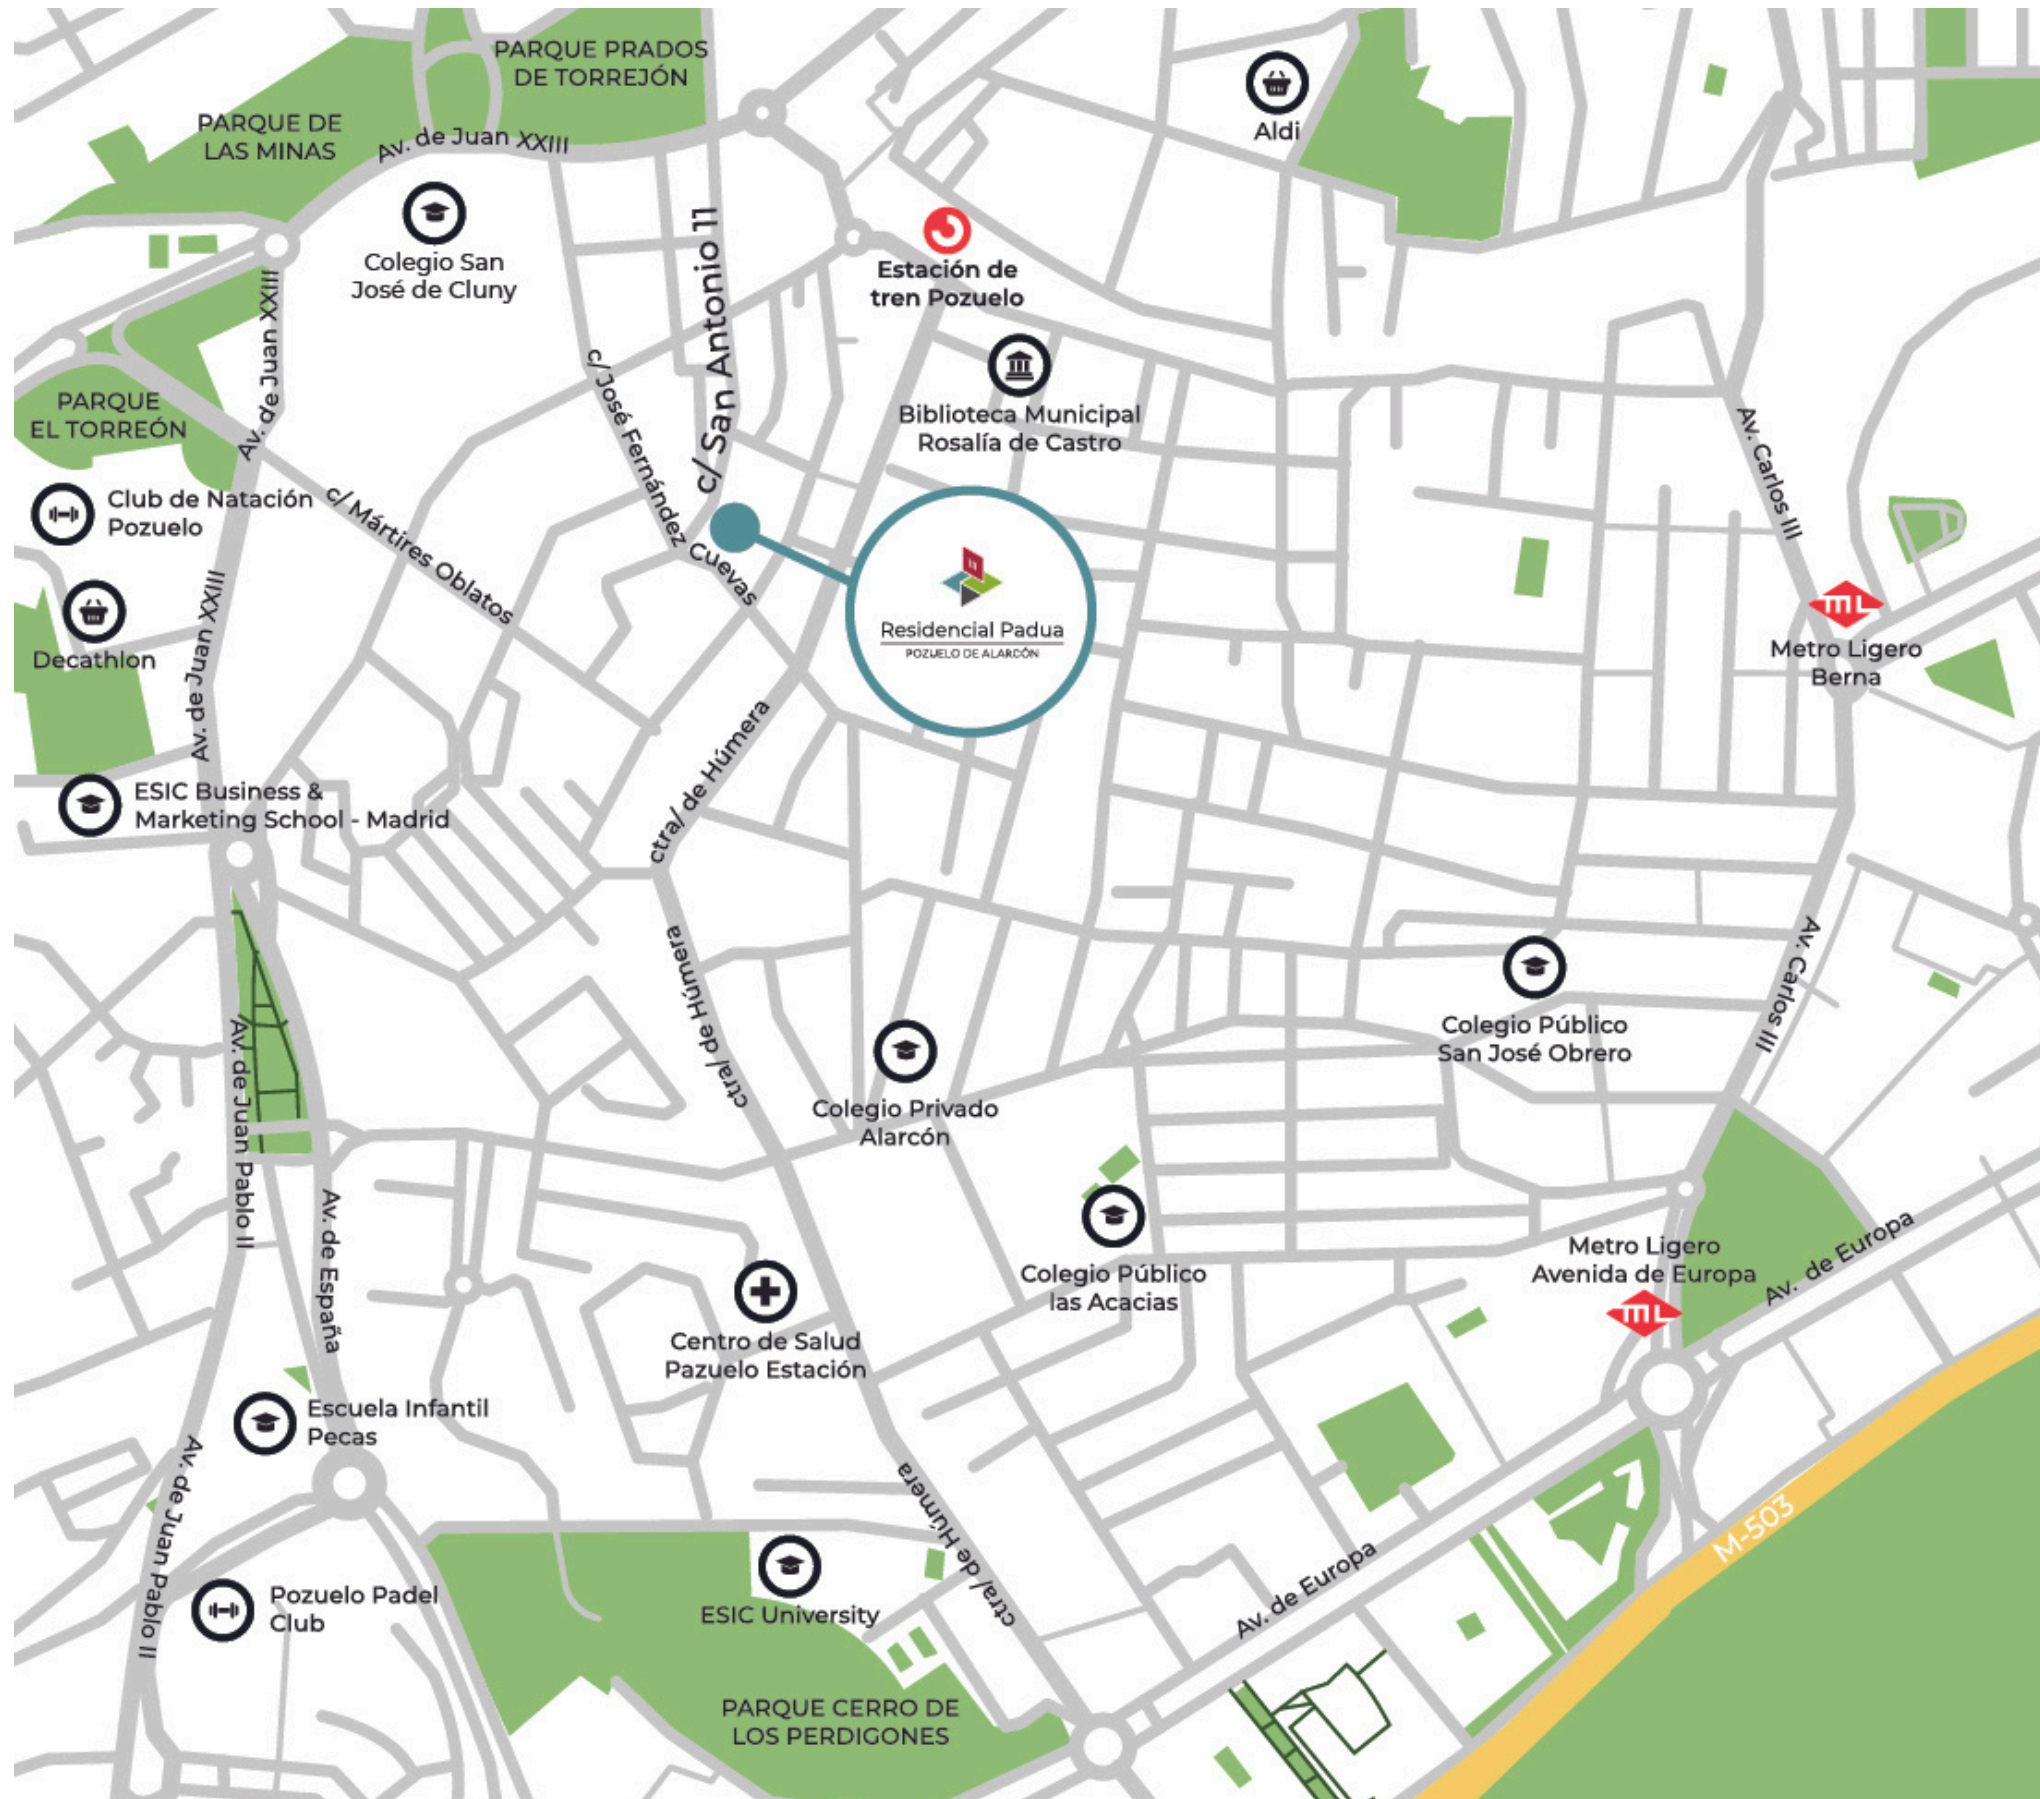 PARQUE PRADOS
DE TORREJÓN
PARQUE DE
LAS MINAS
Av. de Juan XXIII
Aldi
Colegio San
José de Cluny
c/ San Antonio 11
Estación de
tren Pozuelo
Av. de Juan XXIII
c/ José Fernández Cuevas
PARQUE
EL TORREÓN
Biblioteca Municipal
Rosalía de Castro
Av. Carlos III
Club de Natación
Pozuelo
c/ Mártires Oblatos
Residencial Padua
POZUELO DE ALARCÓN
ML
Metro Ligero
Berna
Decathlon
Av. de Juan XXIII
ctra/ de Húmera
ESIC Business &
Marketing School - Madrid
ctra/ de Húmera
Av. Carlos III
Colegio Público
San José Obrero
Av. de Juan Pablo II
Colegio Privado
Alarcón
Av. de España
Colegio Público
las Acacias
Metro Ligero
Avenida de Europa
ML
Av. de Europa
Centro de Salud
Pazuelo Estación
Escuela Infantil
Pecas
Av. de Juan Pablo II
ctra/ de Húmera
M-503
Av. de Europa
Pozuelo Padel
Club
ESIC University
PARQUE CERRO DE
LOS PERDIGONES